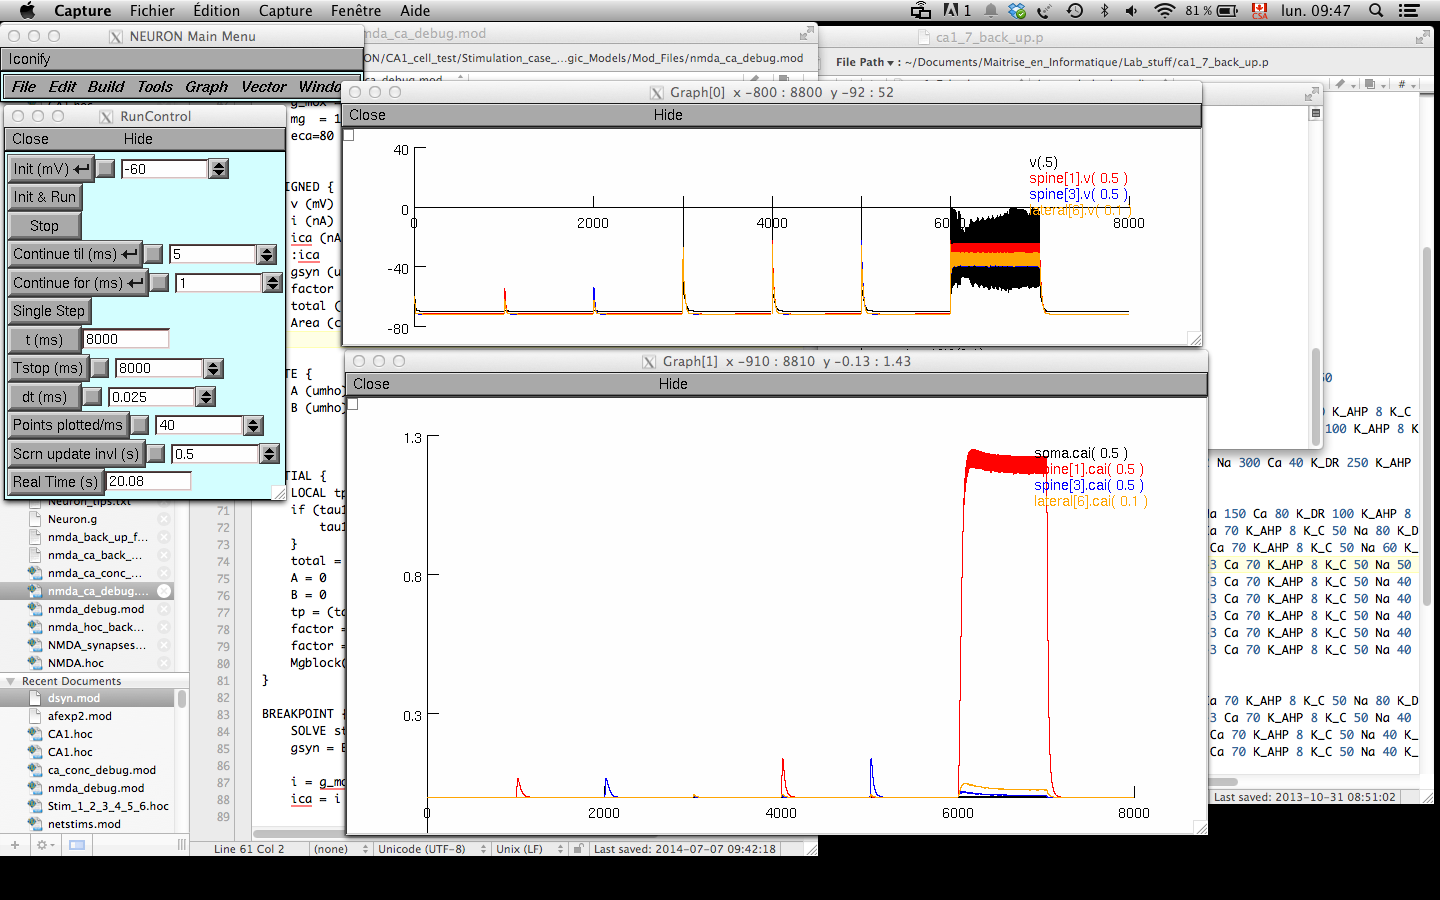 Capture Fichier Édition Capture Fenêtre Aide
1 81 % CSA lun. 09:47
NEURON Main Menu
Iconify
File Edit Build Tools Graph Vector Window
nmda_ca_debug.mod
ON/CA1_cell_test/Stimulation_case_...gic_Models/Mod_Files/nmda_ca_debug.mod
ca1_7_back_up.p
File Path ▾ : ~/Documents/Maitrise_en_Informatique/Lab_stuff/ca1_7_back_up.p
RunControl
Close Hide
Init (mV) -60
Init & Run
Stop
Continue til (ms) 5
Continue for (ms) 1
Single Step
t (ms) 8000
Tstop (ms) 8000
dt (ms) 0.025
Points plotted/ms 40
Scrn update invl (s) 0.5
Real Time (s) 20.08
mg = 1
eca=80
IGNED {
v (mV)
i (nA)
ica (nA
:ica
gsyn (u
factor
total (
Area (c
TE {
A (umho
B (umho
Graph[0] x -800 : 8800 y -92 : 52
Close Hide
40
0
-40
-80
2000
4000
6000
8000
v(.5)
spine[1].v( 0.5 )
spine[3].v( 0.5 )
lateral[6].v( 0.1 )
Graph[1] x -910 : 8810 y -0.13 : 1.43
Close Hide
1.3
0.8
0.3
0
2000
4000
6000
8000
soma.cai( 0.5 )
spine[1].cai( 0.5 )
spine[3].cai( 0.5 )
lateral[6].cai( 0.1 )
Neuron_tips.txt
Neuron.g
nmda_back_up_f...
nmda_ca_back_...
nmda_ca_conc_...
nmda_ca_debug....
nmda_debug.mod
nmda_hoc_back...
NMDA_synapses...
NMDA.hoc
Recent Documents
dsyn.mod
afexp2.mod
CA1.hoc
CA1.hoc
ca_conc_debug.mod
nmda_debug.mod
Stim_1_2_3_4_5_6.hoc
netstims.mod
TIAL {
71 LOCAL tp
if (tau1
72 tau1
73 }
74 total =
75 A = 0
76 B = 0
77 tp = (ta
78 factor =
79 factor =
80 Mgblock(
81 }
82
83 BREAKPOINT {
84 SOLVE st
85 gsyn = B
86
87 i = g_mo
88 ica = i
89
Line 61 Col 2 (none) Unicode (UTF-8) Unix (LF) Last saved: 2014-07-07 09:42:18
K_AHP 8 K_C
100 K_AHP 8 K
Na 300 Ca 40 K_DR 250 K_AHP
Na 150 Ca 80 K_DR 100 K_AHP 8
Ca 70 K_AHP 8 K_C 50 Na 80 K_D
Ca 70 K_AHP 8 K_C 50 Na 60 K_
3 Ca 70 K_AHP 8 K_C 50 Na 50
3 Ca 70 K_AHP 8 K_C 50 Na 40
3 Ca 70 K_AHP 8 K_C 50 Na 40
3 Ca 70 K_AHP 8 K_C 50 Na 40
3 Ca 70 K_AHP 8 K_C 50 Na 40
3 Ca 70 K_AHP 8 K_C 50 Na 40
Ca 70 K_AHP 8 K_C 50 Na 80 K_D
Ca 70 K_AHP 8 K_C 50 Na 40
Ca 70 K_AHP 8 K_C 50 Na 40
Ca 70 K_AHP 8 K_C 50 Na 40
Last saved: 2013-10-31 08:51:02